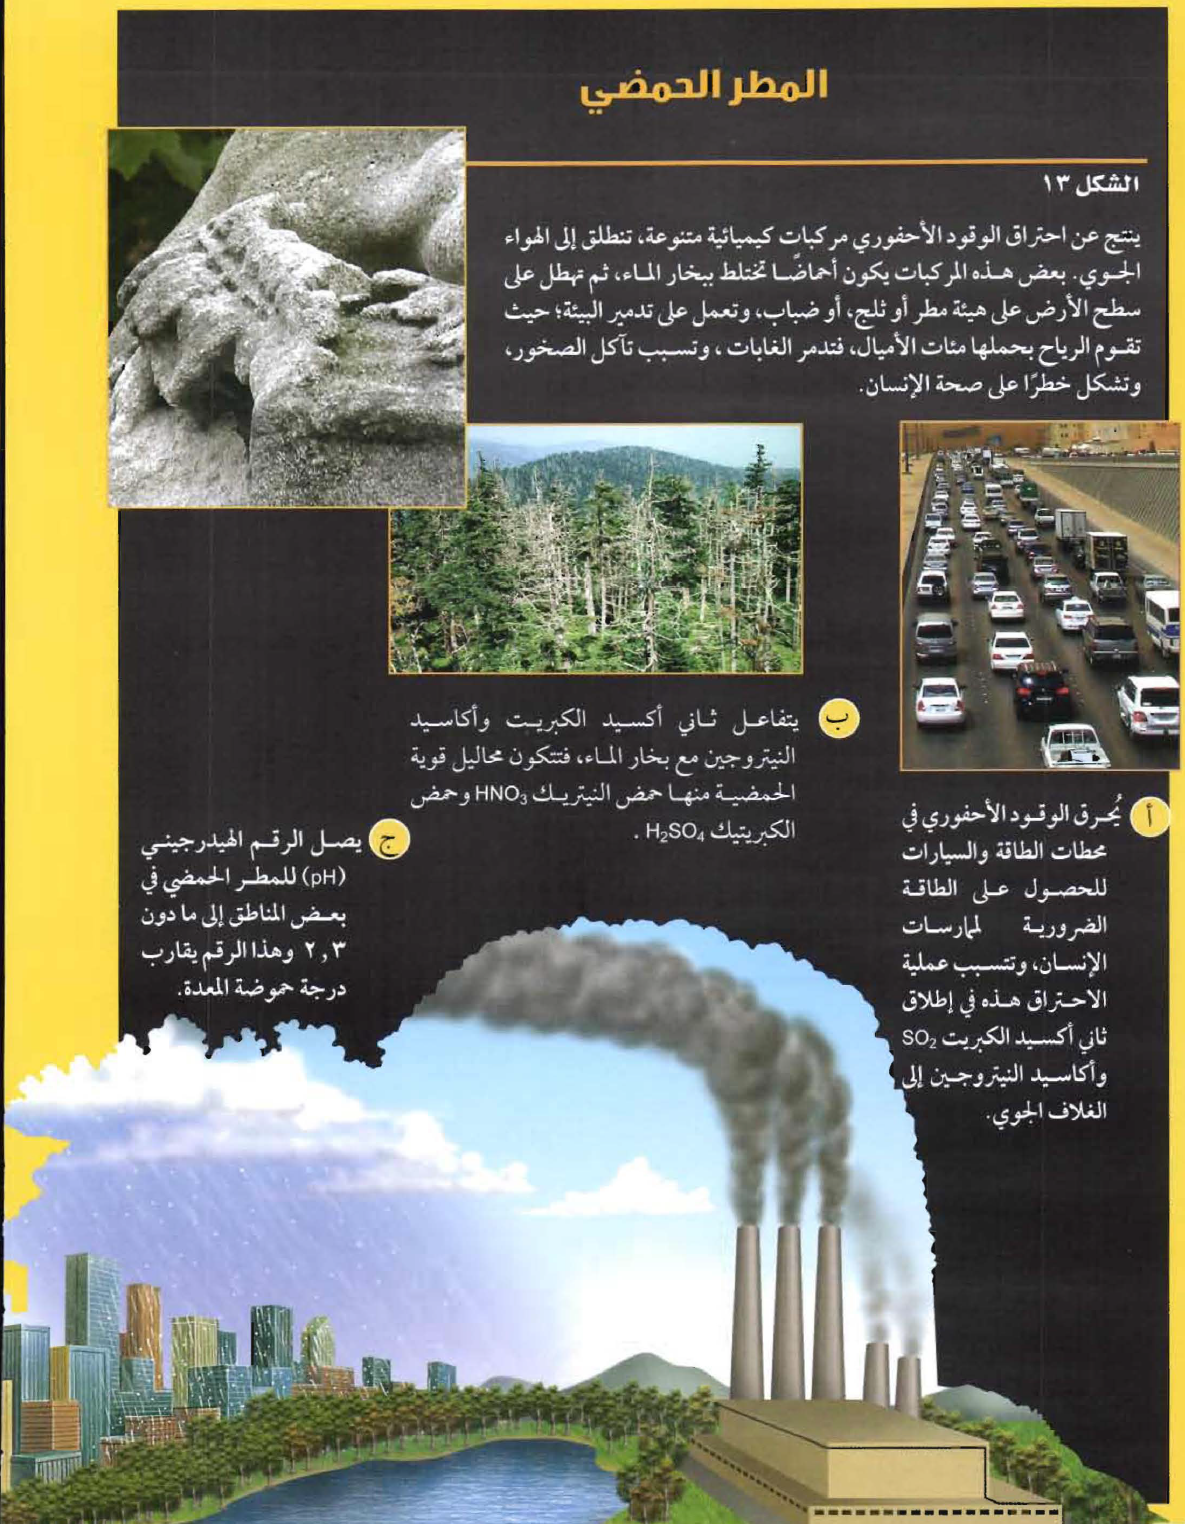 المطر الحمضي
الشكل ١٣
ينتج عن احتراق الوقود الأحفوري مركبات كيميائية متنوعة، تنطلق إلى الهواء
الجوي. بعض هذه المركبات يكون أحماضًا تختلط ببخار الماء، ثم تهطل على
سطح الأرض على هيئة مطر أو ثلج، أو ضباب، وتعمل على تدمير البيئة؛ حيث
تقوم الرياح بحملها مئات الأميال، فتدمر الغابات، وتسبب تآكل الصخور،
وتشكل خطرًا على صحة الإنسان.
أ
يُحرق الوقود الأحفوري في
محطات الطاقة والسيارات
للحصول على الطاقة
الضرورية لممارسات
الإنسان، وتتسبب عملية
الاحتراق هذه في إطلاق
ثاني أكسيد الكبريت SO₂
وأكاسيد النيتروجين إلى
الغلاف الجوي.
ب
يتفاعل ثاني أكسيد الكبريت وأكاسيد
النيتروجين مع بخار الماء، فتتكون محاليل قوية
الحمضية منها حمض النيتريك HNO₃ وحمض
الكبريتيك H₂SO₄ .
ج
يصل الرقم الهيدرجيني
(pH) للمطر الحمضي في
بعض المناطق إلى ما دون
٢,٣ وهذا الرقم يقارب
درجة حموضة المعدة.